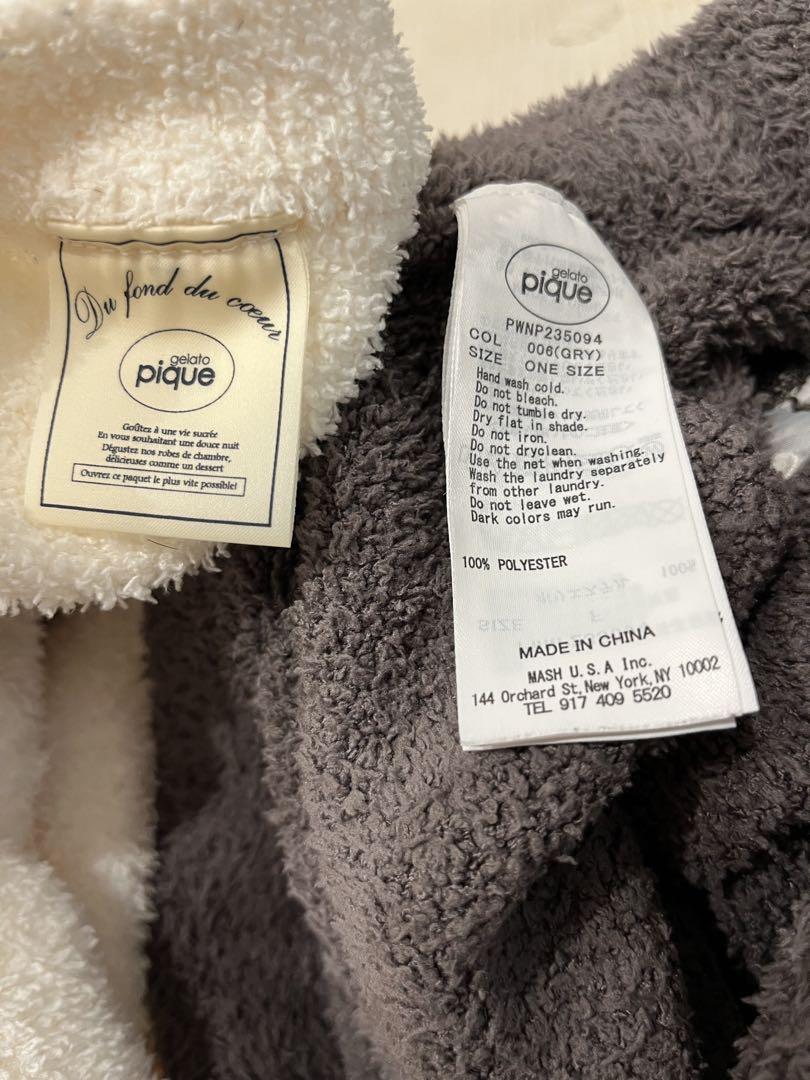 Du fond du cœur
gelato
pique
Goûtez à une vie sucrée
En vous souhaitant une douce nuit
Dégustez nos robes de chambre,
délicieuses comme un dessert
Ouvrez ce paquet le plus vite possible!
gelato
pique
PWNP235094
COL 006(GRY)
SIZE ONE SIZE
Hand wash cold.
Do not bleach.
Do not tumble dry.
Dry flat in shade.
Do not iron.
Do not dryclean.
Use the net when washing.
Wash the laundry separately
from other laundry.
Do not leave wet.
Dark colors may run.
100% POLYESTER
MADE IN CHINA
MASH U.S.A Inc.
144 Orchard St, New York, NY 10002
TEL 917 409 5520